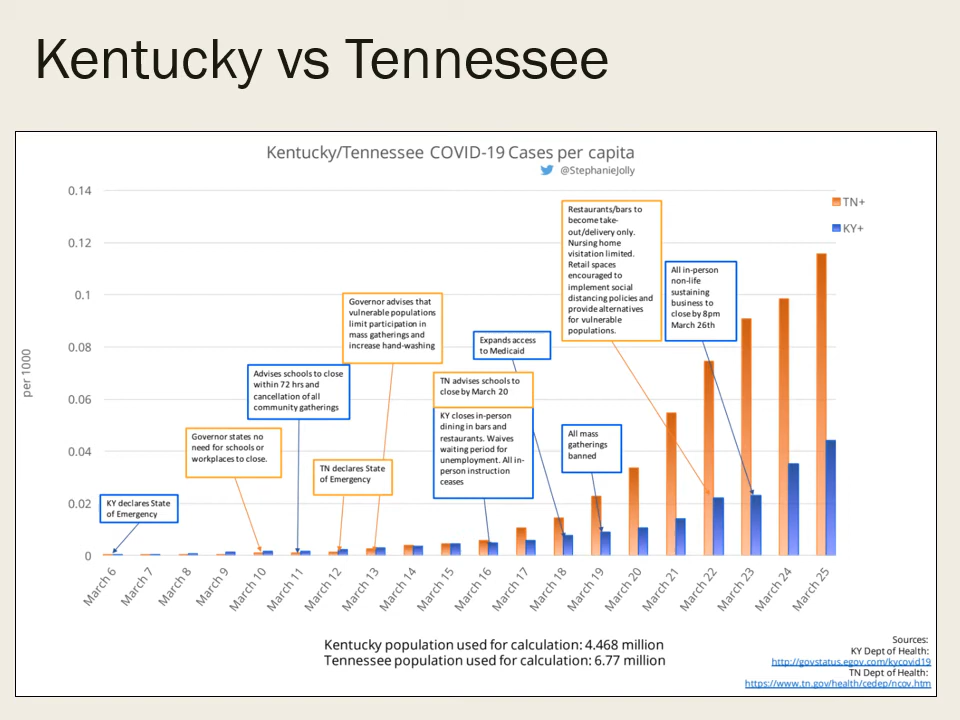 Kentucky vs Tennessee
Kentucky/Tennessee COVID-19 Cases per capita
@StephanieJolly
0.14
0.12
0.1
0.08
0.06
0.04
0.02
0
per 1000
TN+
KY+
KY declares State
of Emergency
Governor states no
need for schools or
workplaces to close.
Advises schools to close
within 72 hrs and
cancellation of all
community gatherings
TN declares State
of Emergency
Governor advises that
vulnerable populations
limit participation in
mass gatherings and
increase hand-washing
TN advises schools to
close by March 20
KY closes in-person
dining in bars and
restaurants. Waives
waiting period for
unemployment. All in-
person instruction
ceases
Expands access
to Medicaid
All mass
gatherings
banned
Restaurants/bars to
become take-
out/delivery only.
Nursing home
visitation limited.
Retail spaces
encouraged to
implement social
distancing policies and
provide alternatives
for vulnerable
populations.
All in-person
non-life
sustaining
business to
close by 8pm
March 26th
March 6
March 7
March 8
March 9
March 10
March 11
March 12
March 13
March 14
March 15
March 16
March 17
March 18
March 19
March 20
March 21
March 22
March 23
March 24
March 25
Kentucky population used for calculation: 4.468 million
Tennessee population used for calculation: 6.77 million
Sources:
KY Dept of Health:
http://govstatus.egov.com/kycovid19
TN Dept of Health:
https://www.tn.gov/health/cedep/ncov.htm